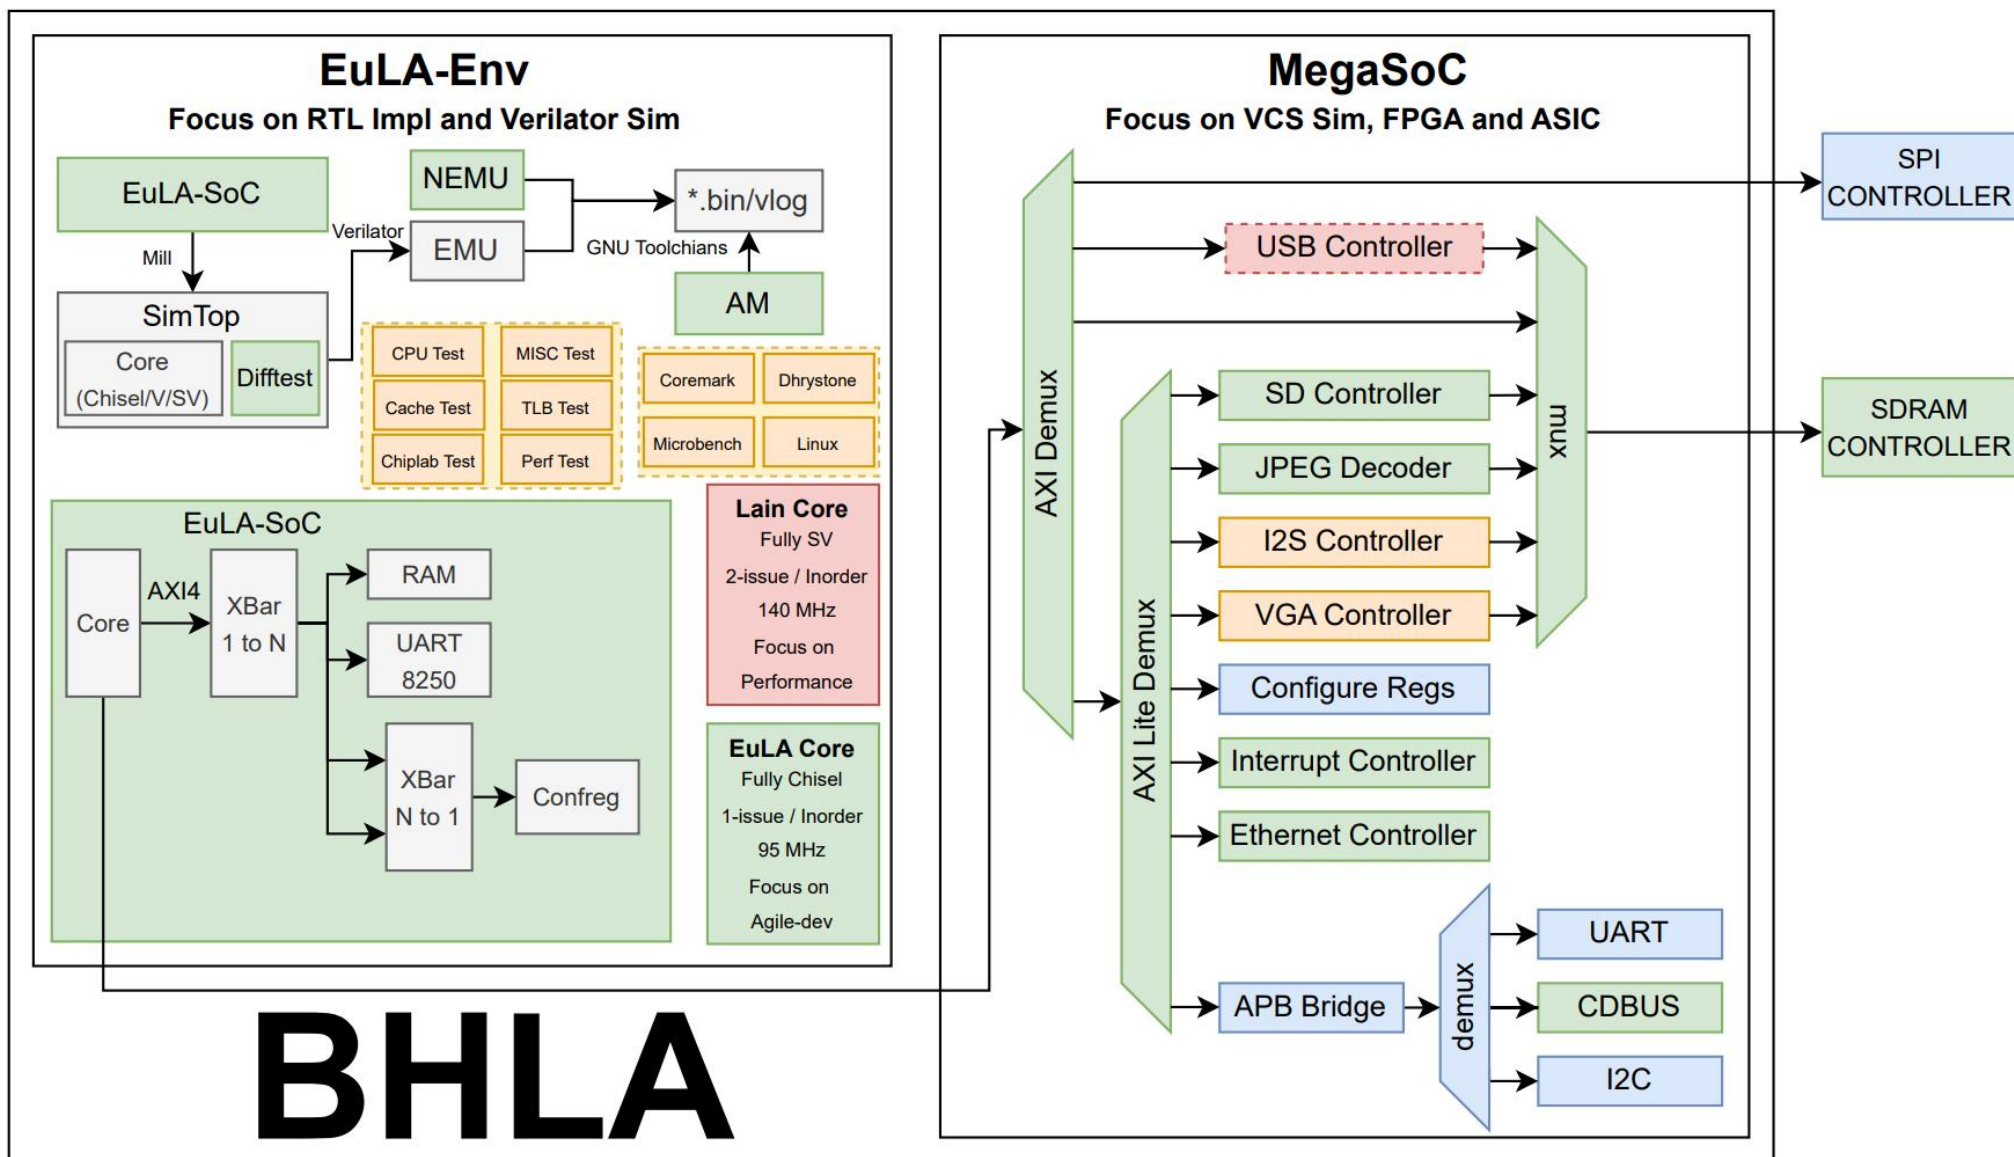 EuLA-Env
Focus on RTL Impl and Verilator Sim
EuLA-SoC
Mill
SimTop
Core
(Chisel/V/SV)
Difftest
Verilator
NEMU
EMU
*.bin/vlog
GNU Toolchians
AM
CPU Test
MISC Test
Cache Test
TLB Test
Chiplab Test
Perf Test
Coremark
Dhrystone
Microbench
Linux
EuLA-SoC
Core
AXI4
XBar
1 to N
RAM
UART
8250
XBar
N to 1
Confreg
Lain Core
Fully SV
2-issue / Inorder
140 MHz
Focus on
Performance
EuLA Core
Fully Chisel
1-issue / Inorder
95 MHz
Focus on
Agile-dev
BHLA
MegaSoC
Focus on VCS Sim, FPGA and ASIC
AXI Demux
USB Controller
AXI Lite Demux
SD Controller
JPEG Decoder
I2S Controller
VGA Controller
Configure Regs
Interrupt Controller
Ethernet Controller
APB Bridge
mux
demux
UART
CDBUS
I2C
SPI
CONTROLLER
SDRAM
CONTROLLER